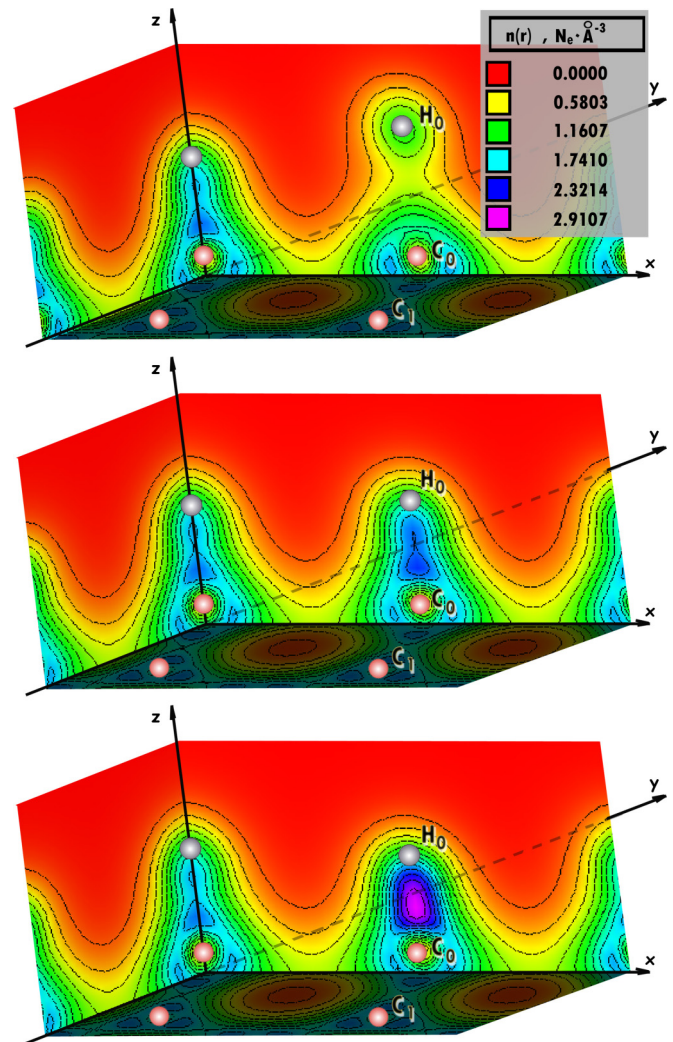 z
n(r) , Nₑ·Å⁻³
0.0000
0.5803
1.1607
1.7410
2.3214
2.9107
y
H₀
C₀
x
C₁
z
y
H₀
C₀
x
C₁
z
y
H₀
C₀
x
C₁